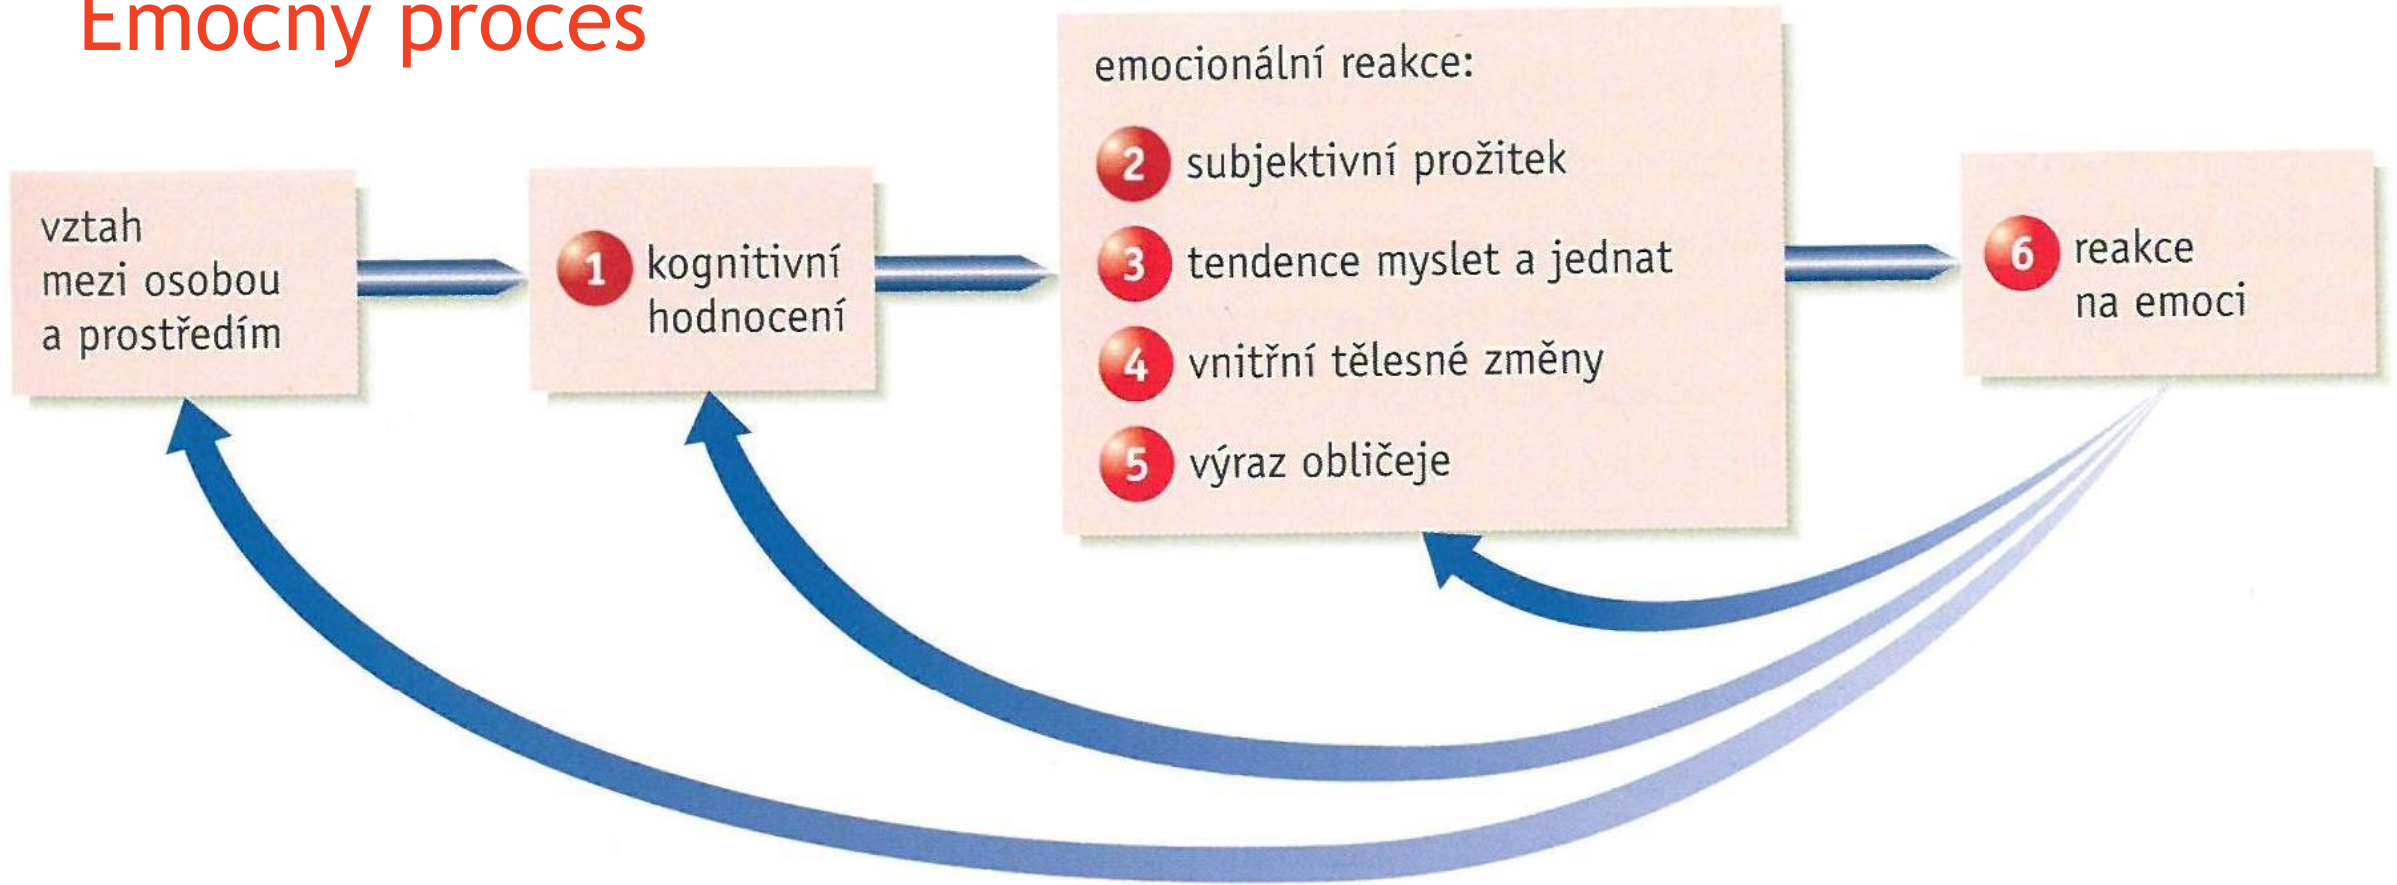 Emočný proces
vztah
mezi osobou
a prostředím
1 kognitivní
hodnocení
emocionální reakce:
2 subjektivní prožitek
3 tendence myslet a jednat
4 vnitřní tělesné změny
5 výraz obličeje
6 reakce
na emoci